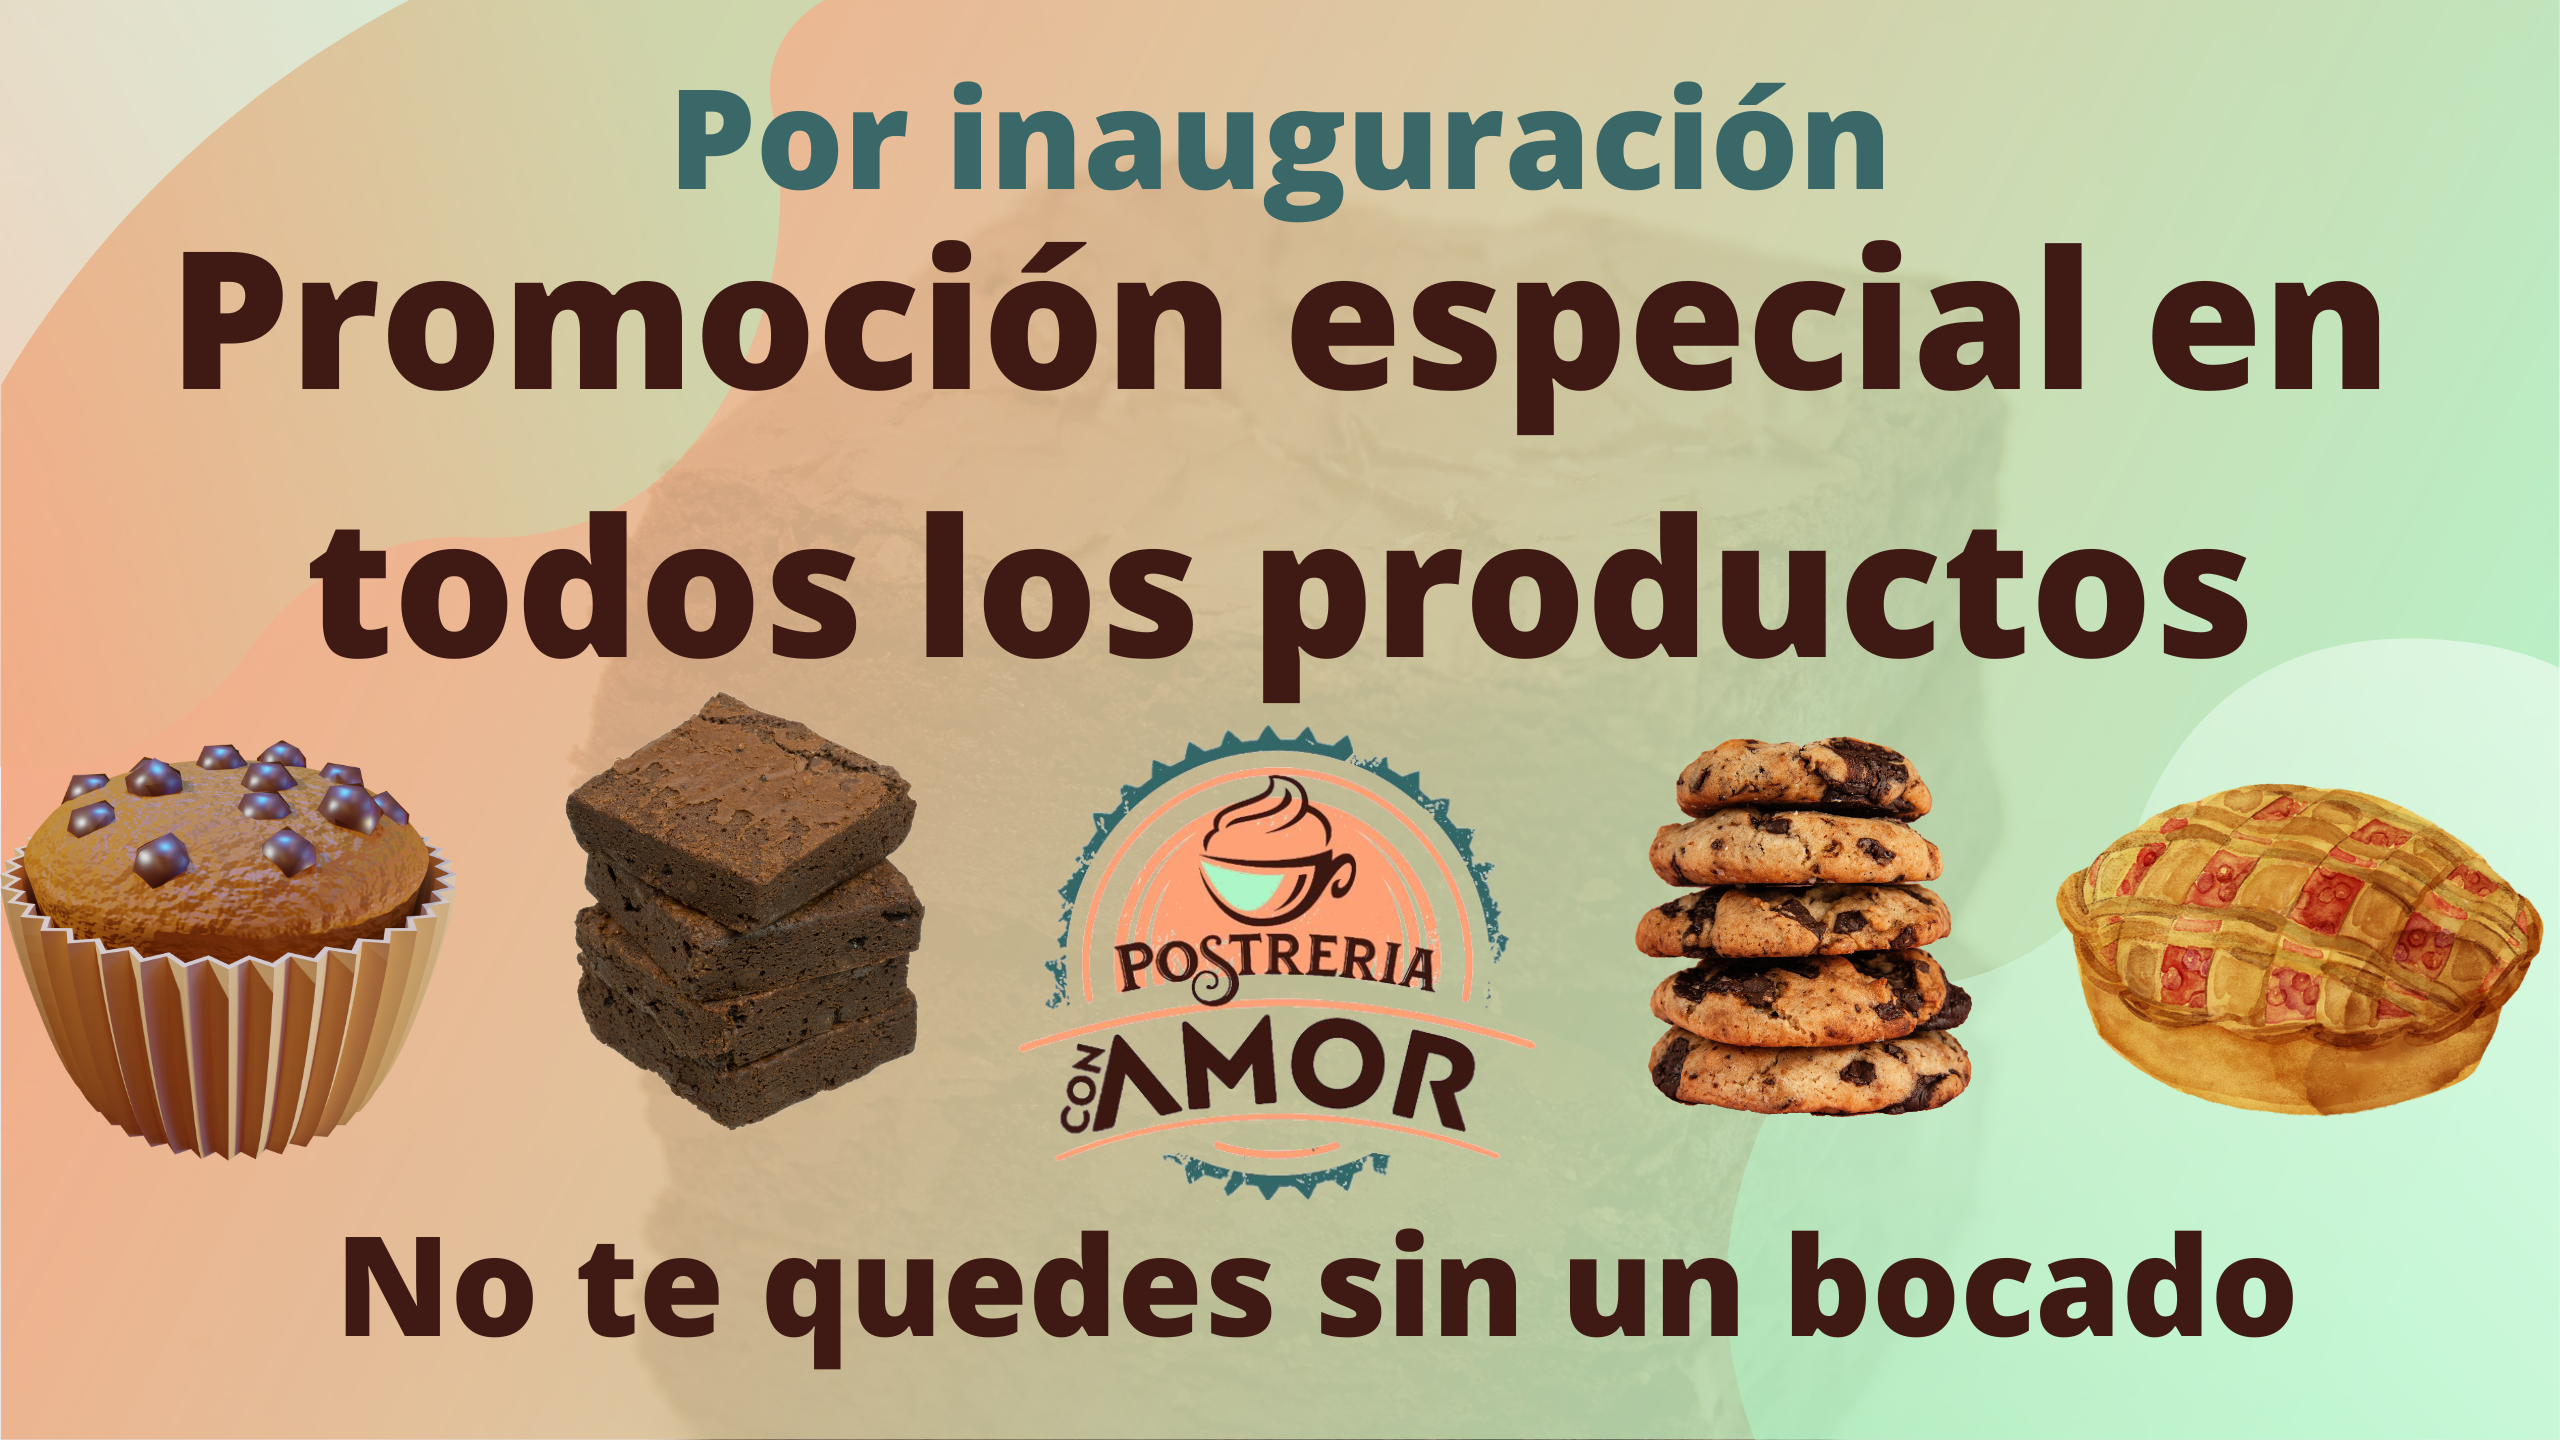 Por inauguración
Promoción especial en
todos los productos
POSTRERIA
CON AMOR
No te quedes sin un bocado